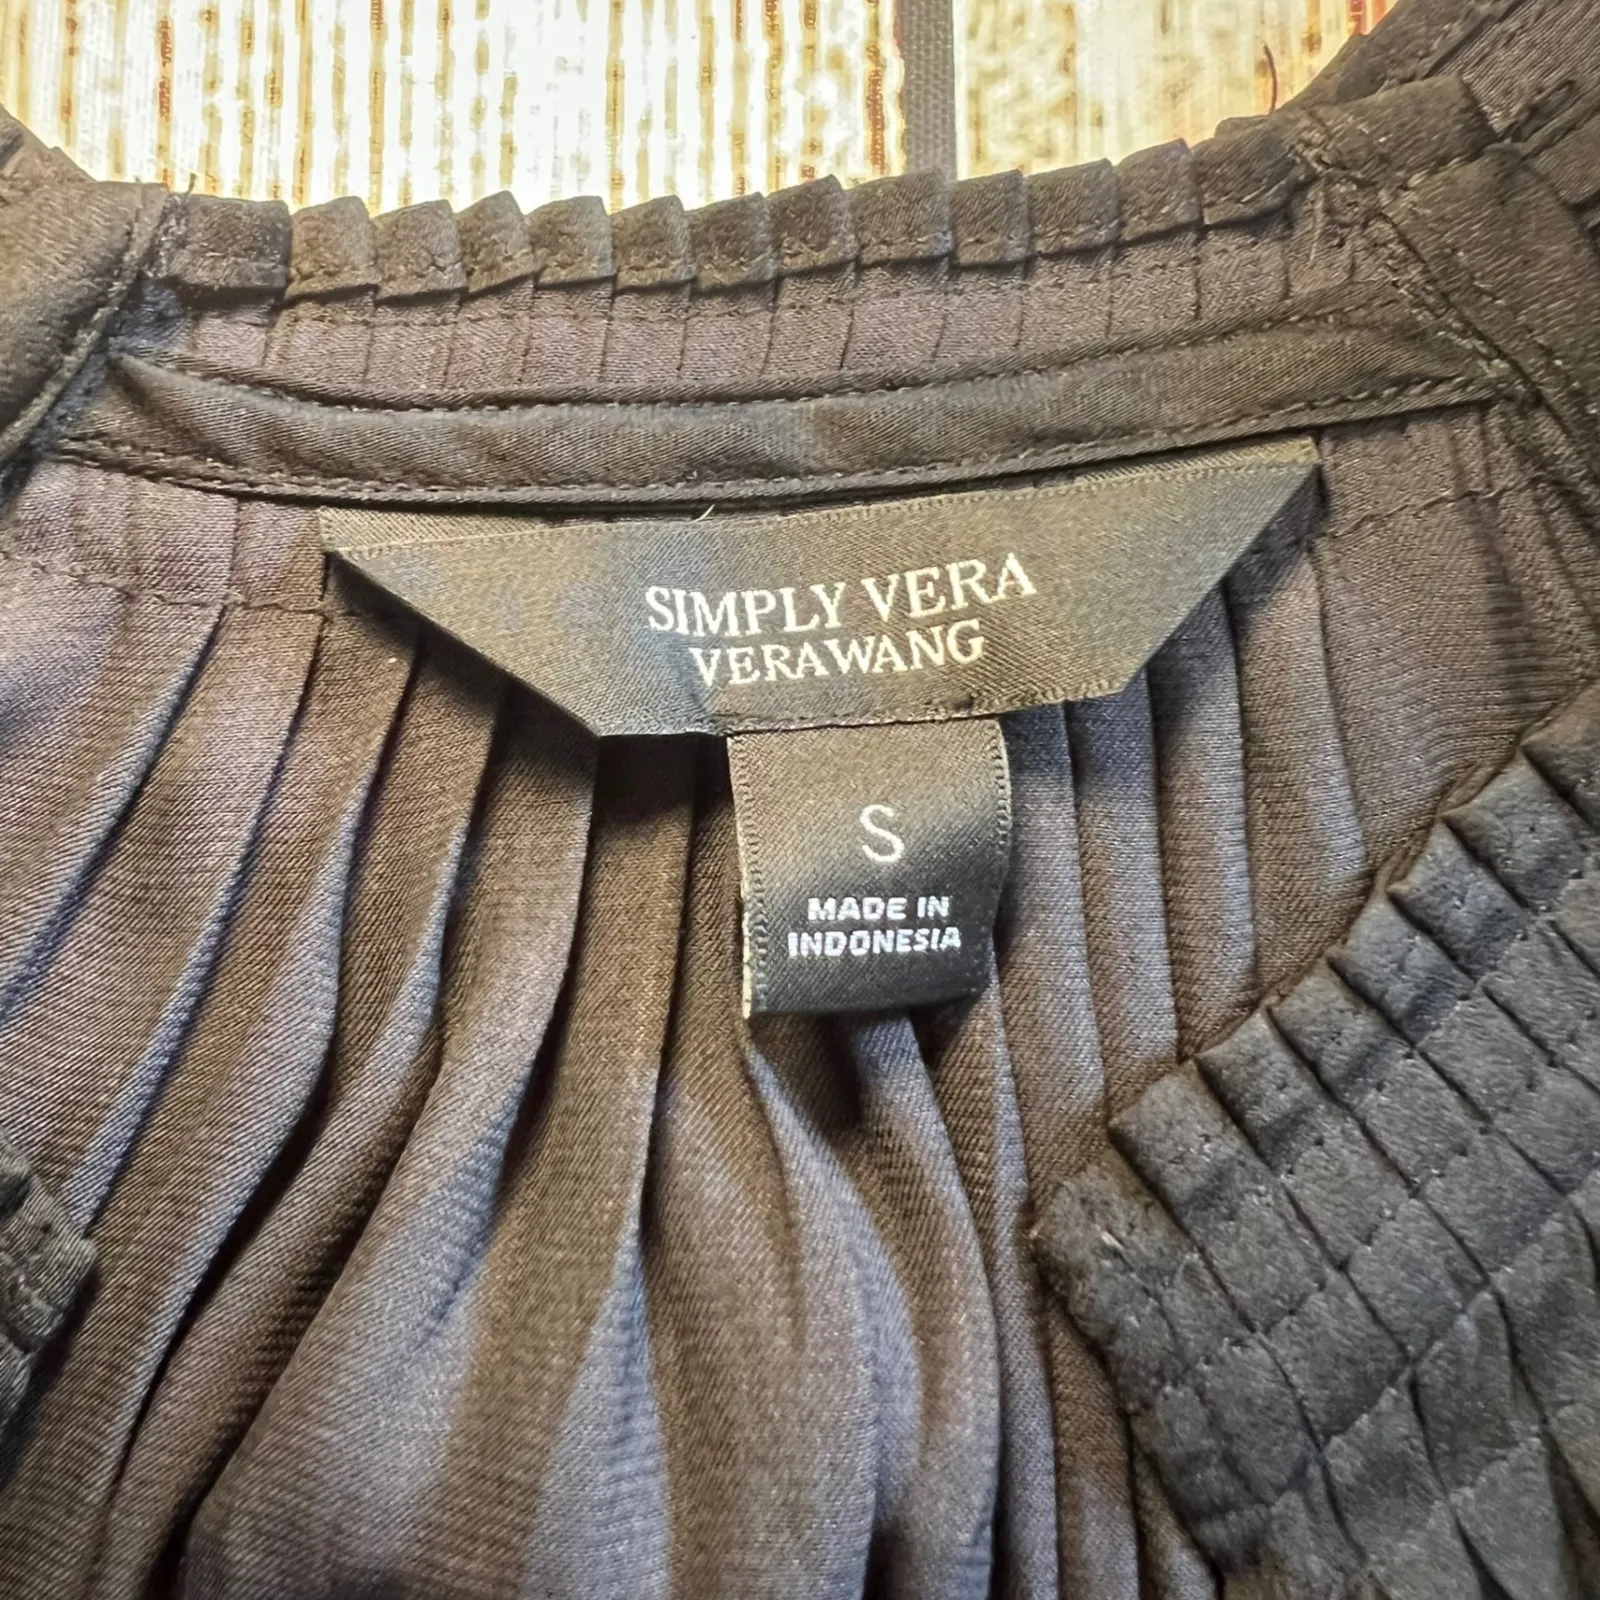 SIMPLY VERA
VERAWANG
S
MADE IN
INDONESIA